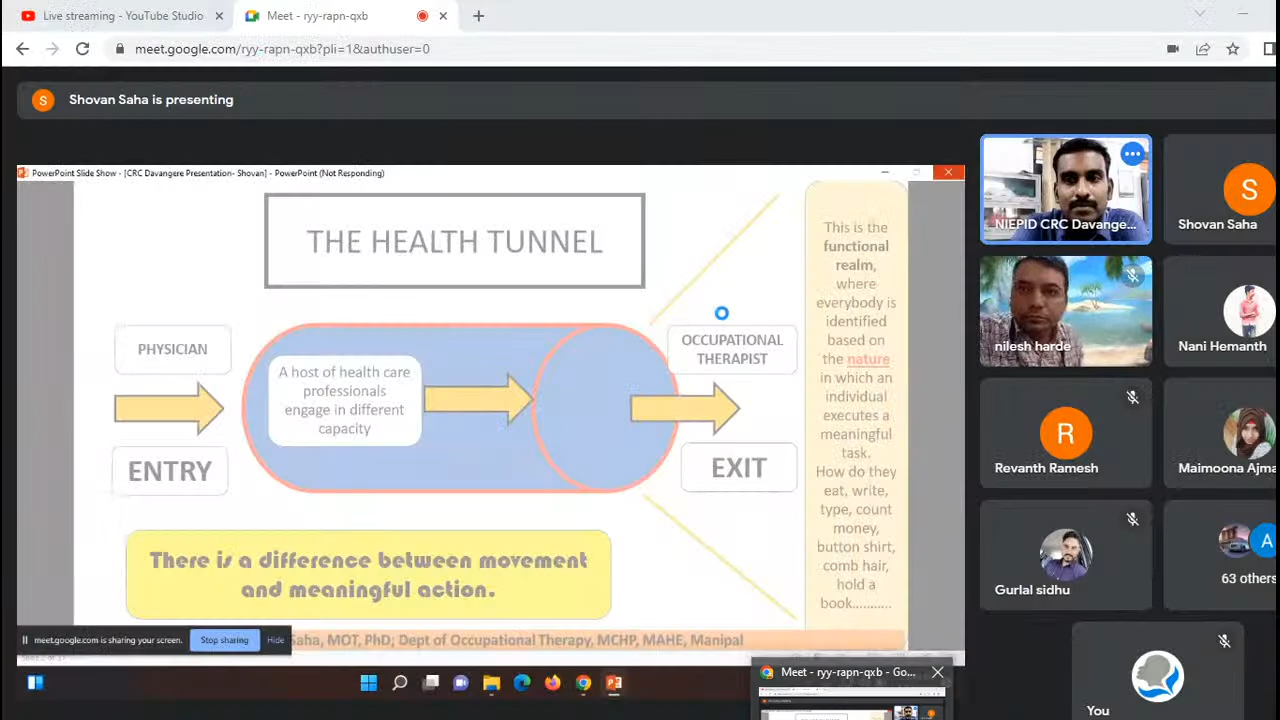 Live streaming - YouTube Studio
Meet - ryy-rapn-qxb
meet.google.com/ryy-rapn-qxb?pli=1&authuser=0
S
Shovan Saha is presenting
PowerPoint Slide Show - [CRC Davangere Presentation- Shovan] - PowerPoint (Not Responding)
THE HEALTH TUNNEL
PHYSICIAN
ENTRY
A host of health care
professionals
engage in different
capacity
OCCUPATIONAL
THERAPIST
EXIT
This is the
functional
realm,
where
everybody is
identified
based on
the nature
in which an
individual
executes a
meaningful
task.
How do they
eat, write,
type, count
money,
button shirt,
comb hair,
hold a
book...........
There is a difference between movement
and meaningful action.
meet.google.com is sharing your screen.
Stop sharing
Hide
Saha, MOT, PhD; Dept of Occupational Therapy, MCHP, MAHE, Manipal
NIEPID CRC Davange...
S
Shovan Saha
nilesh harde
Nani Hemanth
R
Revanth Ramesh
Maimoona Ajma
Gurlal sidhu
A
63 others
You
Meet - ryy-rapn-qxb - Go...